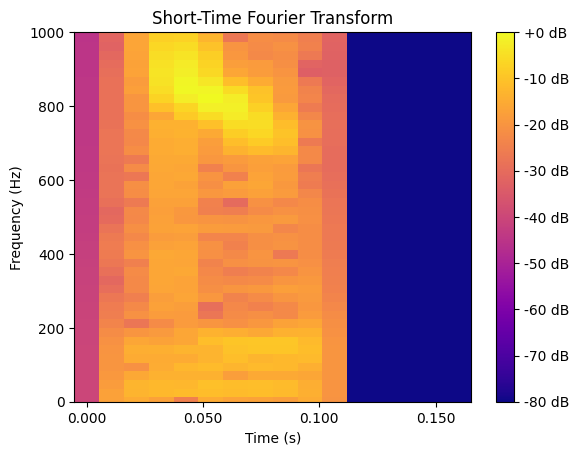 Short-Time Fourier Transform
1000
800
600
400
200
0
Frequency (Hz)
0.000
0.050
0.100
0.150
Time (s)
+0 dB
-10 dB
-20 dB
-30 dB
-40 dB
-50 dB
-60 dB
-70 dB
-80 dB